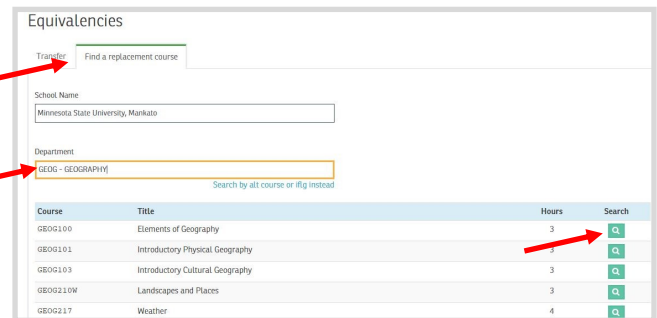 Equivalencies
Transfer Find a replacement course
School Name
Minnesota State University, Mankato
Department
GEOG - GEOGRAPHY
Search by alt course or iflg instead
Course Title Hours Search
GEOG100 Elements of Geography 3
GEOG101 Introductory Physical Geography 3
GEOG103 Introductory Cultural Geography 3
GEOG210W Landscapes and Places 3
GEOG217 Weather 4